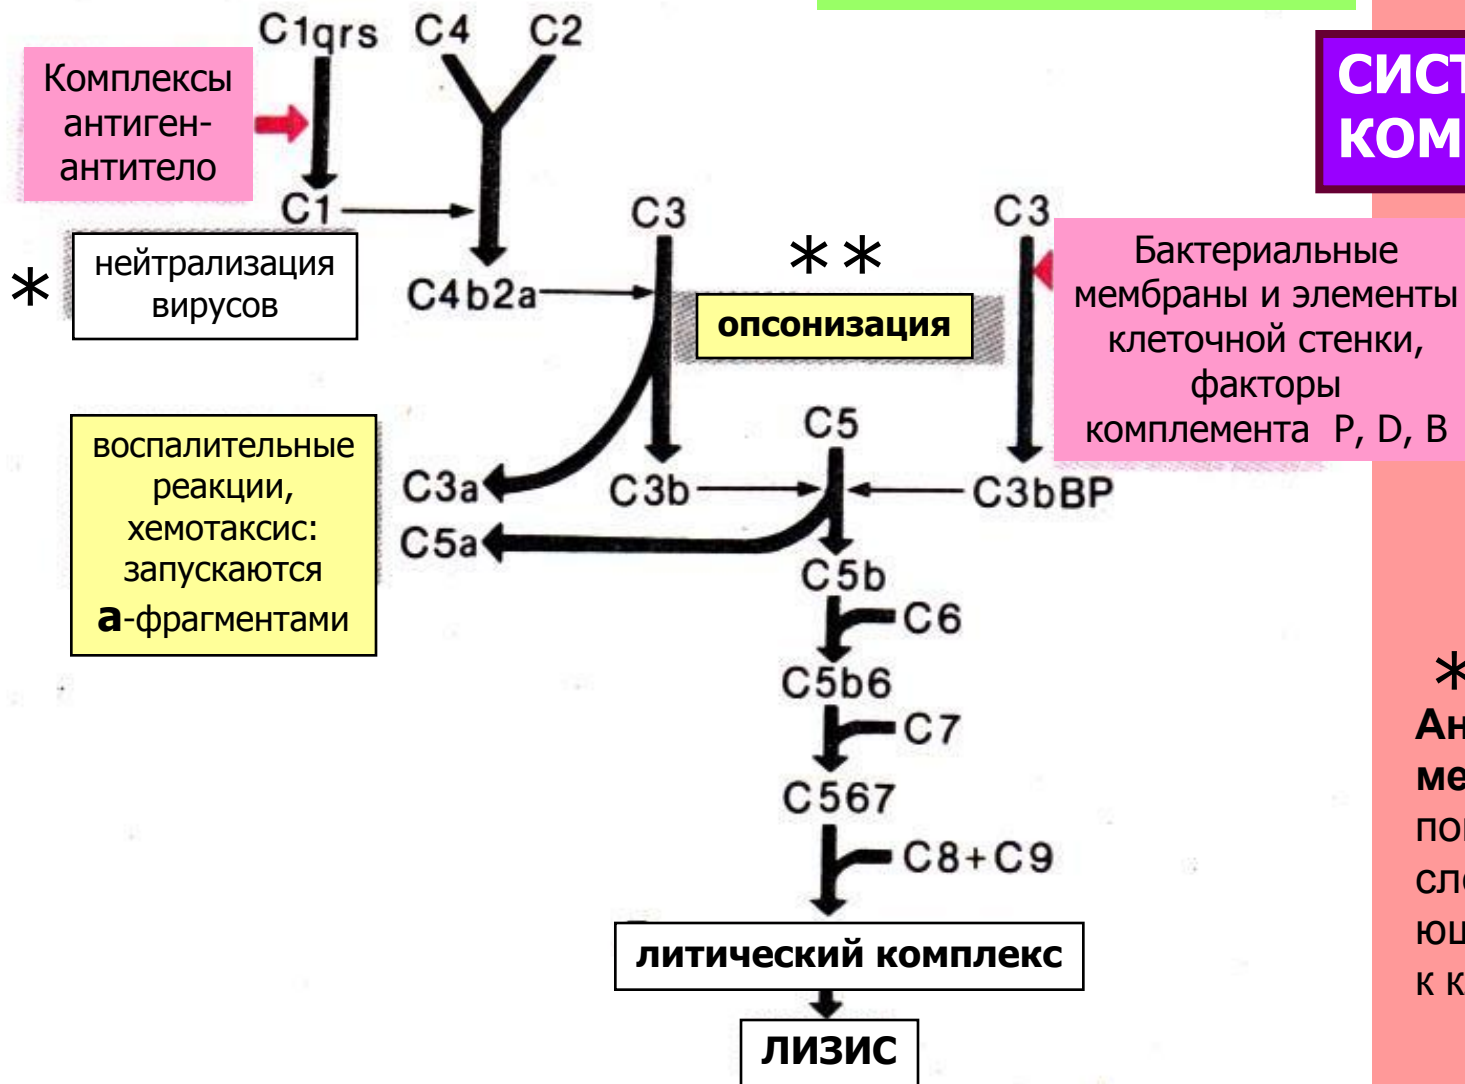 C1qrs C4 C2
Комплексы
антиген-
антитело
C1
*
нейтрализация
вирусов
C4b2a
C3
**
опсонизация
C3
Бактериальные
мембраны и элементы
клеточной стенки,
факторы
комплемента P, D, B
воспалительные
реакции,
хемотаксис:
запускаются
а-фрагментами
C3a
C5a
C3b
C5
C3bBP
C5b
C6
C5b6
C7
C567
C8+C9
литический комплекс
ЛИЗИС
к